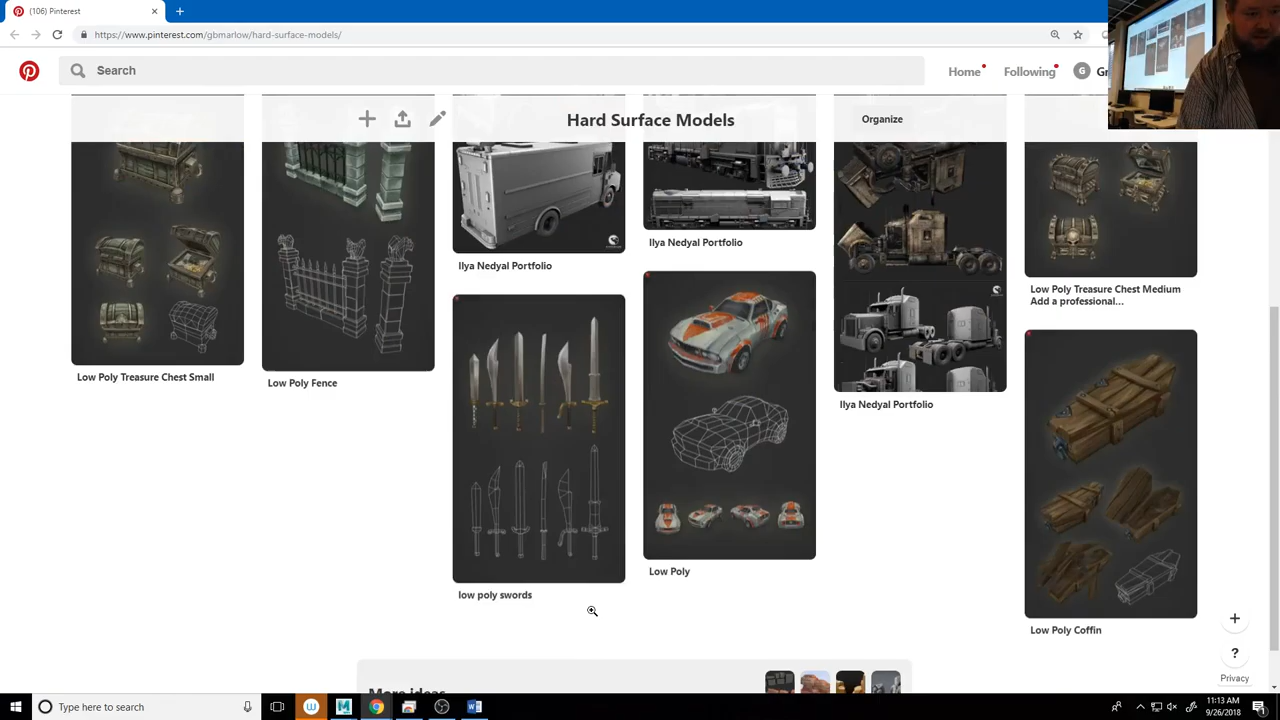 (106) Pinterest
https://www.pinterest.com/gbmarlow/hard-surface-models/
Search
Home
Following
G
Hard Surface Models
Organize
Ilya Nedyal Portfolio
Ilya Nedyal Portfolio
Low Poly Treasure Chest Medium
Add a professional...
Low Poly Treasure Chest Small
Low Poly Fence
Ilya Nedyal Portfolio
Low Poly
low poly swords
Low Poly Coffin
More ideas
?
Privacy
Type here to search
11:13 AM
9/26/2018